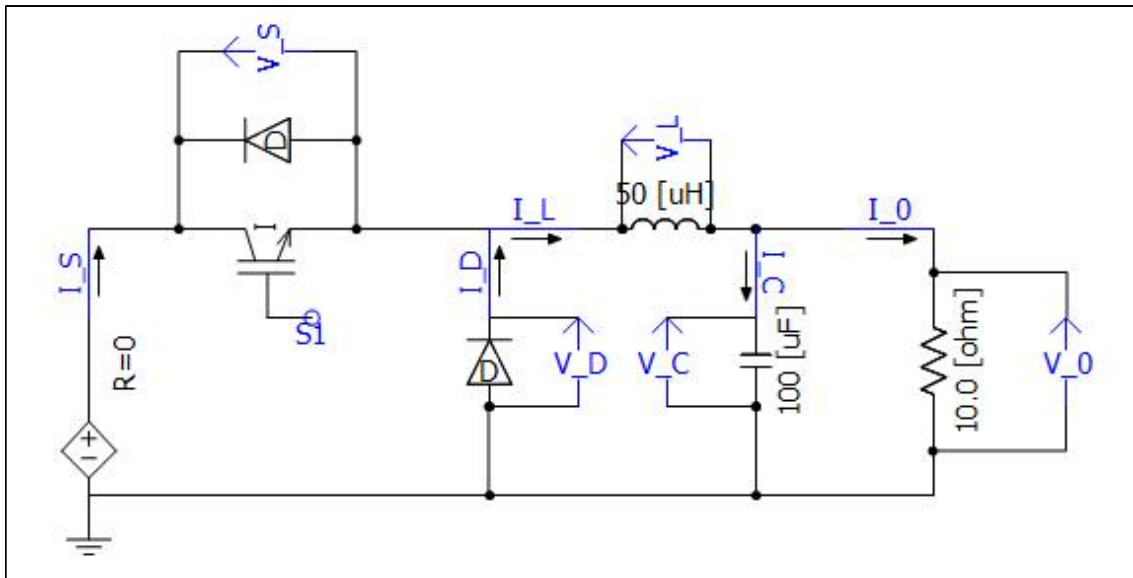 V_S
D
V_L
50 [uH]
I
I_L
I_0
I_S
I_D
I_C
S1
R=0
D
V_D
V_C
100 [uF]
10.0 [ohm]
V_0
+
−